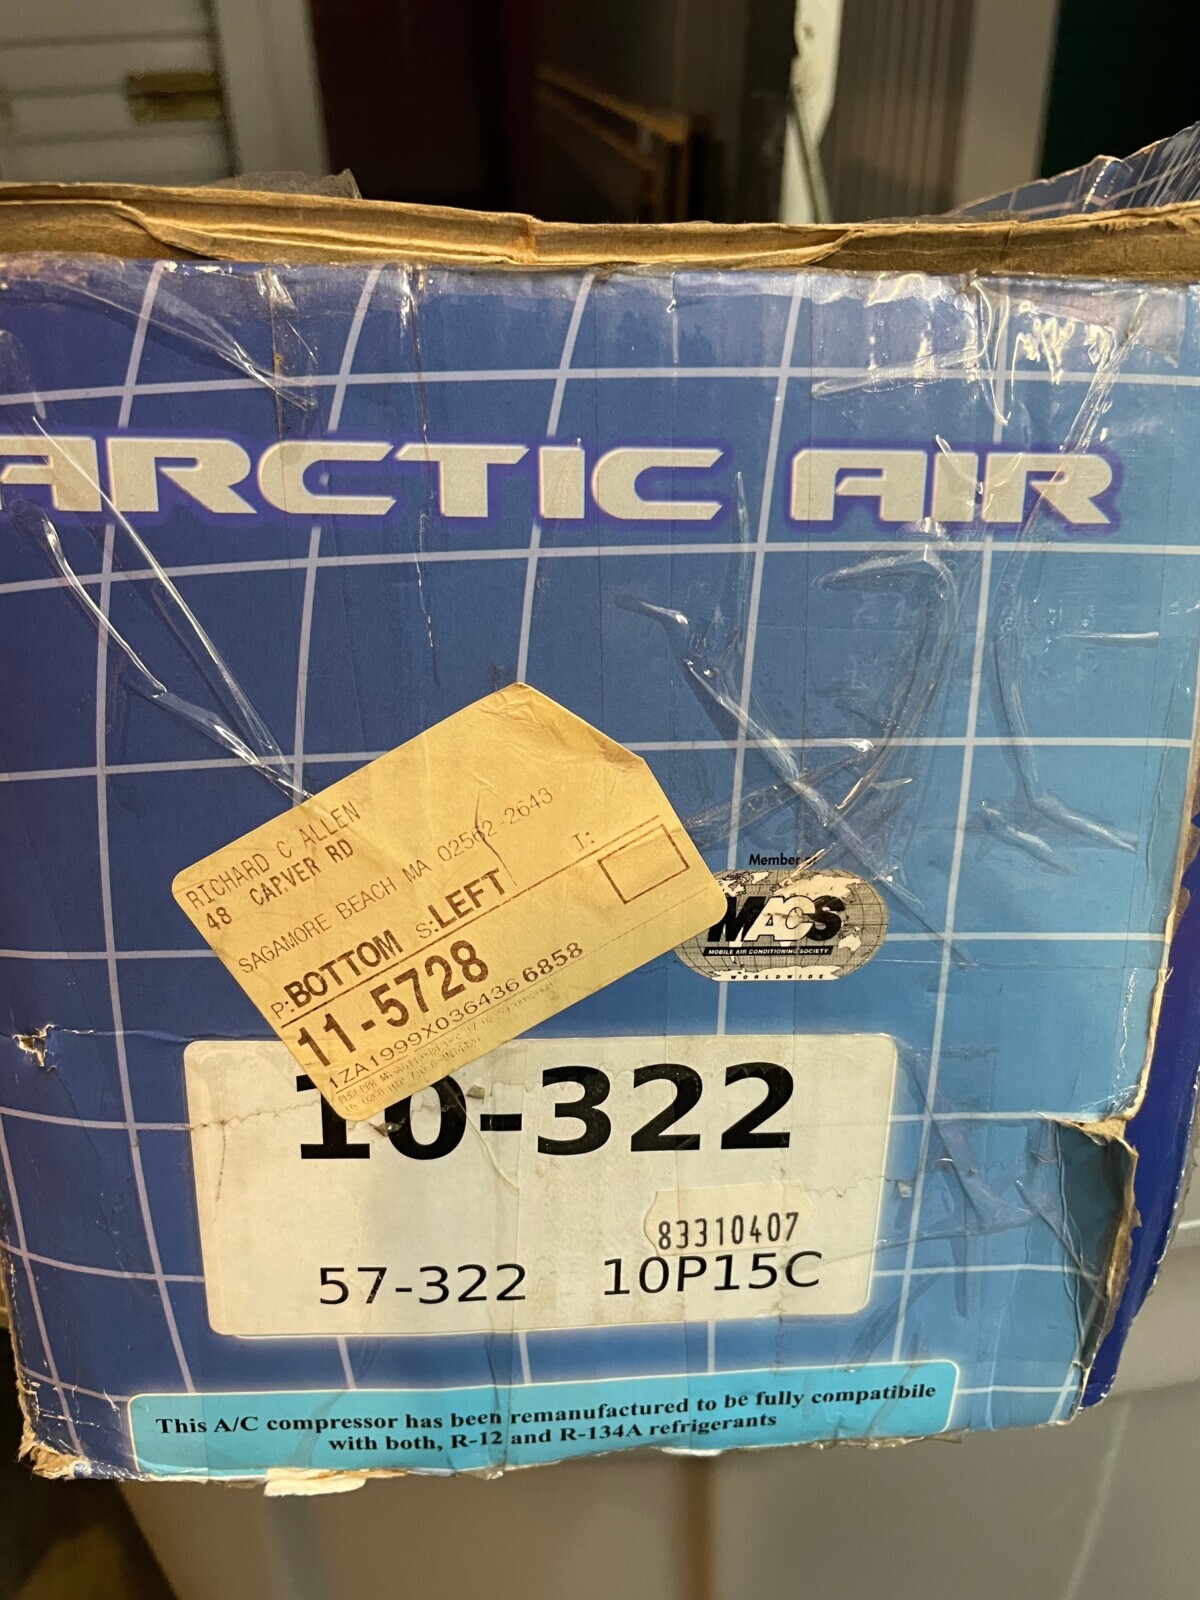 ARCTIC AIR
RICHARD C ALLEN
48 CARVER RD
SAGAMORE BEACH MA 02562-2643
P:BOTTOM S:LEFT I:
11-5728
1ZA1999X0364366858
Member of
MACS
MOBILE AIR CONDITIONING SOCIETY
WORLDWIDE
10-322
83310407
57-322 10P15C
This A/C compressor has been remanufactured to be fully compatibile
with both, R-12 and R-134A refrigerants